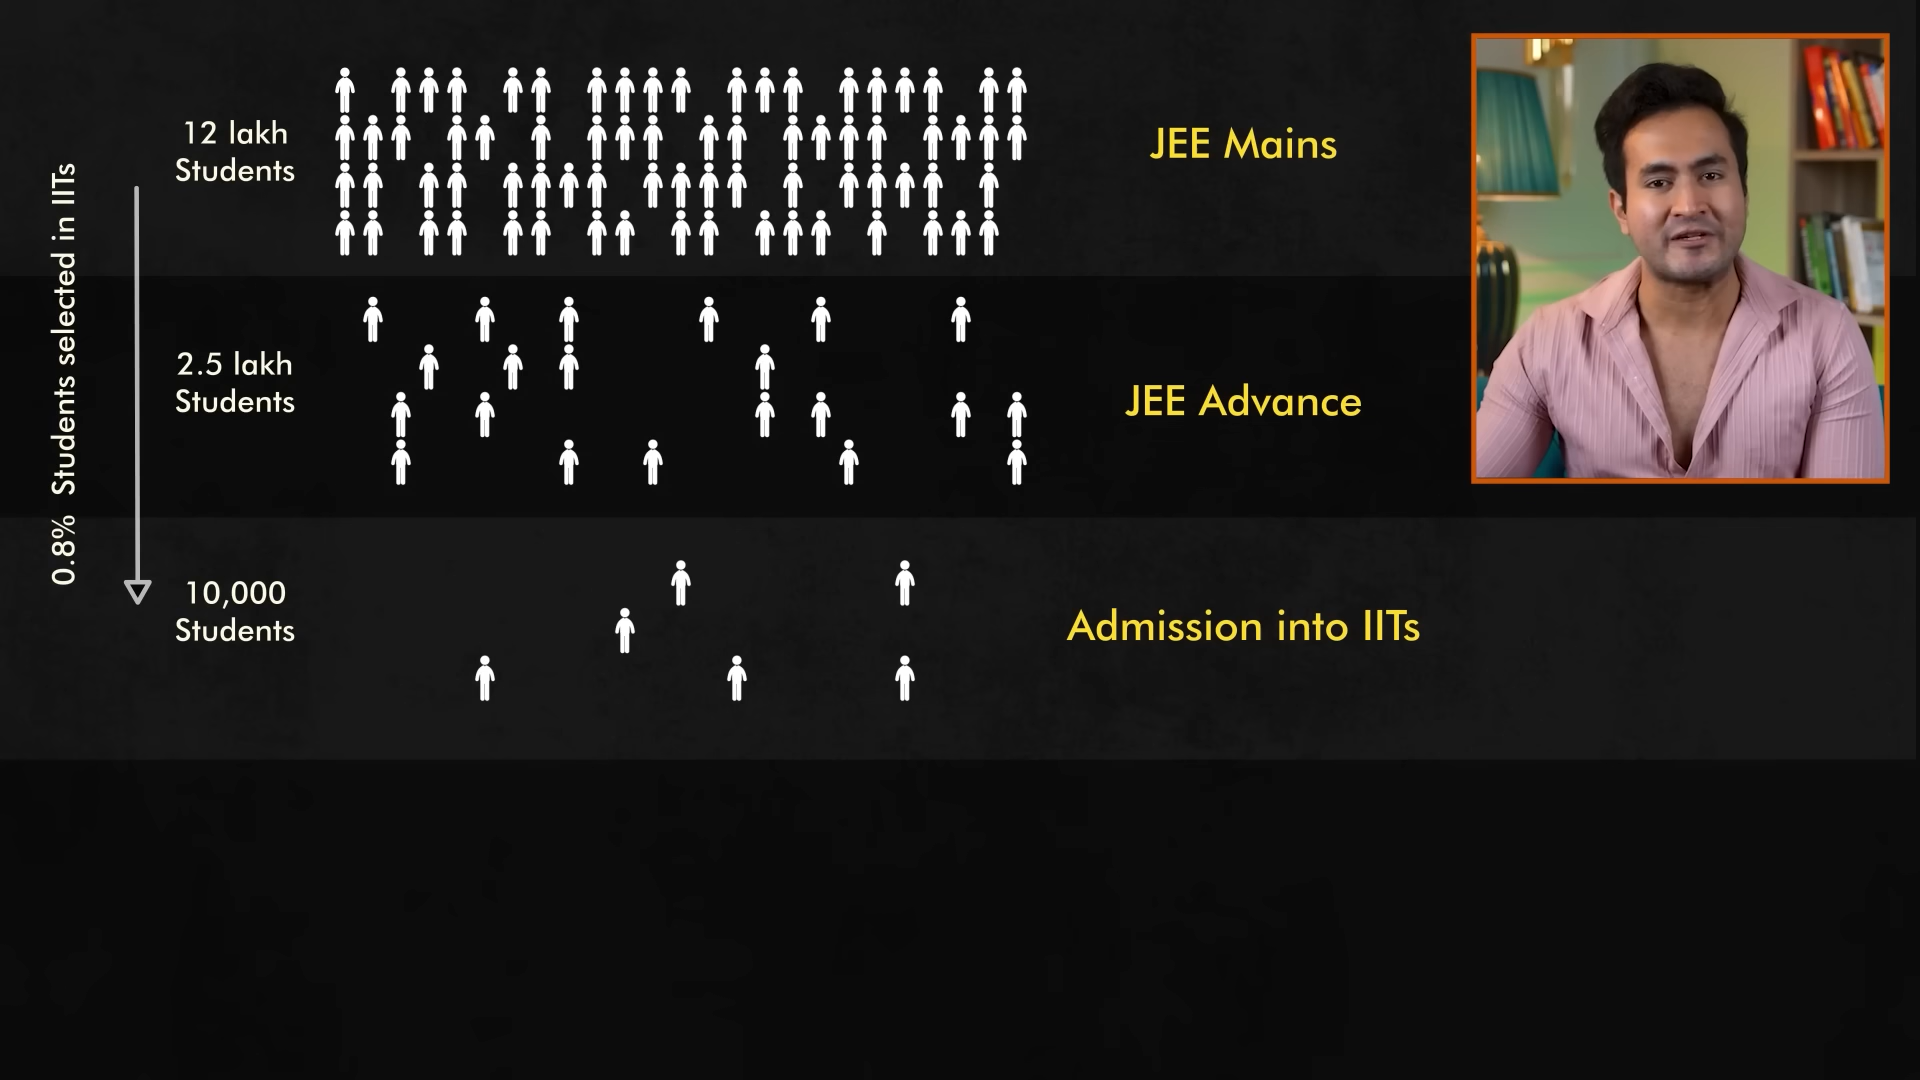 0.8% Students selected in IITs
12 lakh
Students
JEE Mains
2.5 lakh
Students
JEE Advance
10,000
Students
Admission into IITs